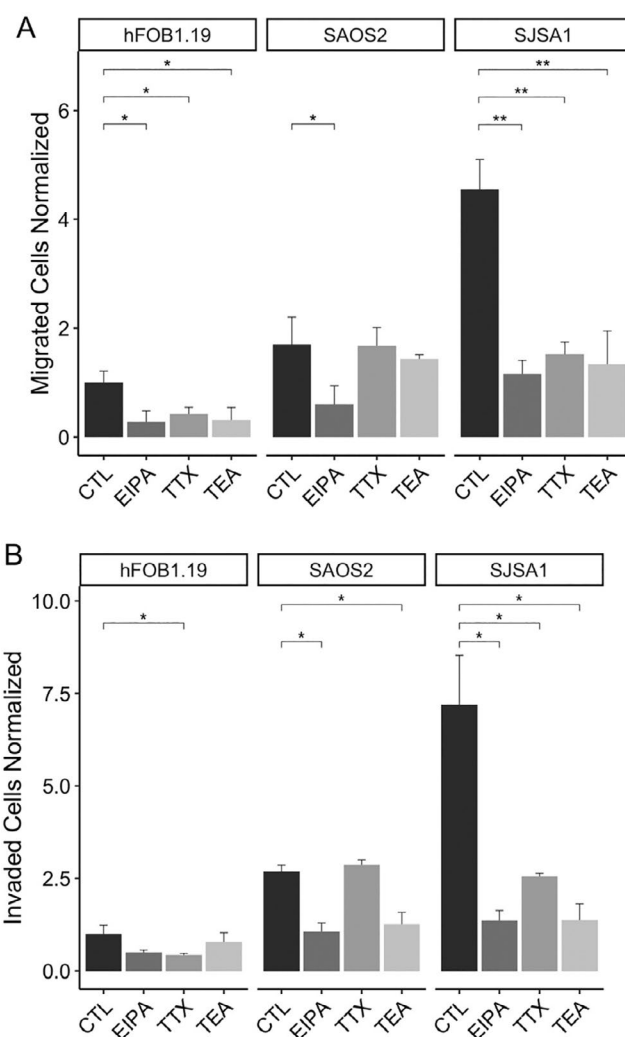 A
hFOB1.19 SAOS2 SJSA1
* **
* **
* * **
6
4
2
0
Migrated Cells Normalized
CTL EIPA TTX TEA CTL EIPA TTX TEA CTL EIPA TTX TEA
B
hFOB1.19 SAOS2 SJSA1
10.0
* *
* *
* *
7.5
5.0
2.5
0.0
Invaded Cells Normalized
CTL EIPA TTX TEA CTL EIPA TTX TEA CTL EIPA TTX TEA